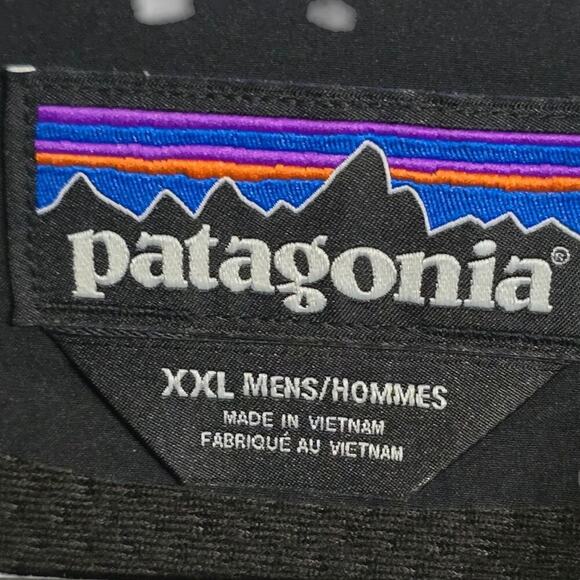 patagonia®
XXL MENS/HOMMES
MADE IN VIETNAM
FABRIQUÉ AU VIETNAM